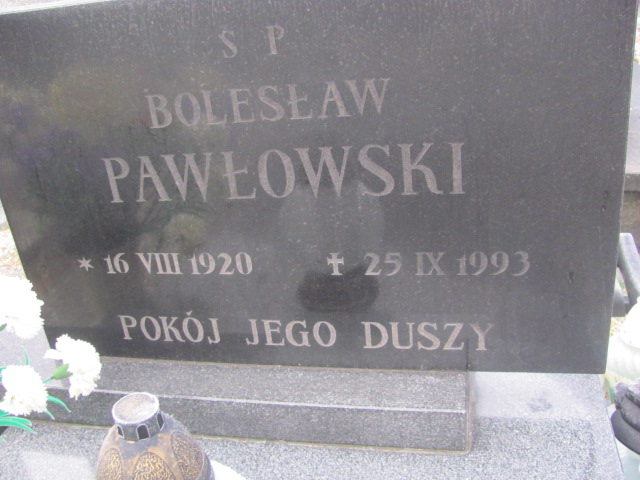 S P
BOLESŁAW
PAWŁOWSKI
* 16 VIII 1920 ✝ 25 IX 1993
POKÓJ JEGO DUSZY